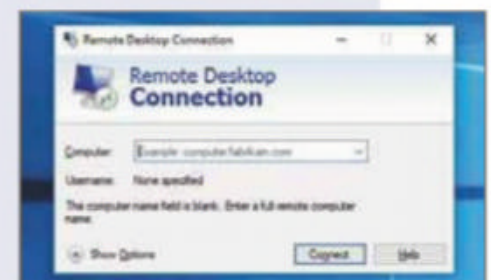 Remote Desktop Connection
Remote Desktop
Connection
Computer: Example: computer.fabrikam.com
Username: None specified
The computer name field is blank. Enter a full remote computer
name.
Show Options Connect Help